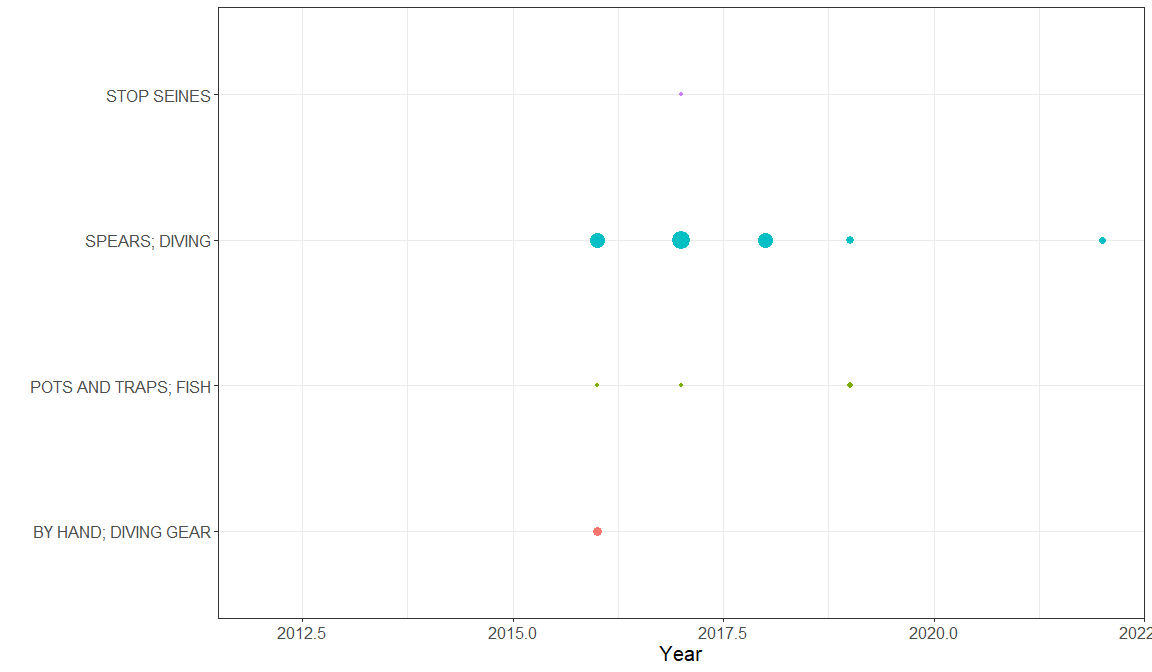 STOP SEINES
SPEARS; DIVING
POTS AND TRAPS; FISH
BY HAND; DIVING GEAR
2012.5 2015.0 2017.5 2020.0 2022
Year